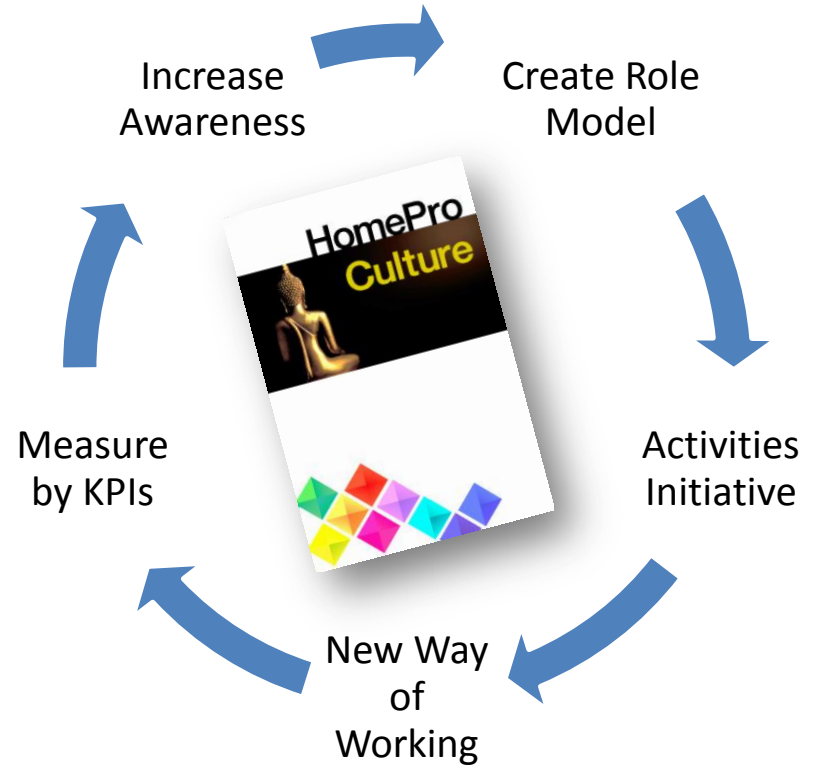 Increase
Awareness
Create Role
Model
HomePro
Culture
Measure
by KPIs
Activities
Initiative
New Way
of
Working